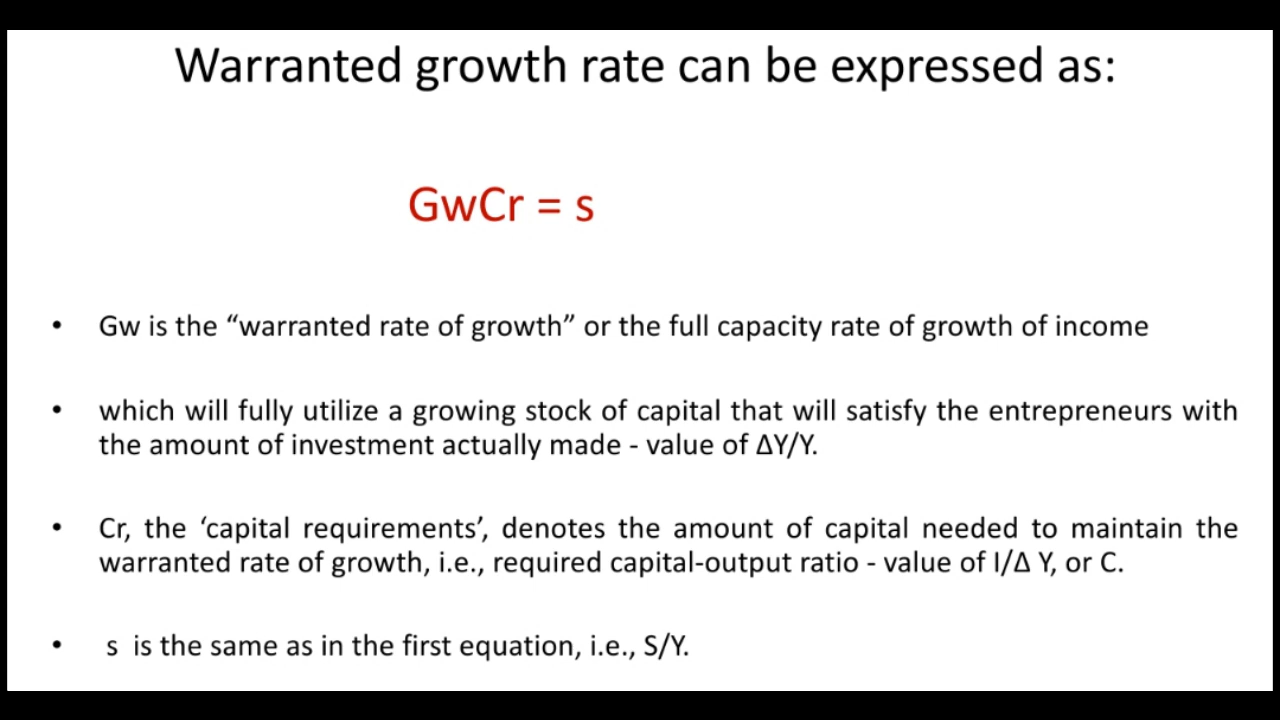 Warranted growth rate can be expressed as:
GwCr = s
• Gw is the “warranted rate of growth” or the full capacity rate of growth of income
• which will fully utilize a growing stock of capital that will satisfy the entrepreneurs with
the amount of investment actually made - value of ΔY/Y.
• Cr, the ‘capital requirements’, denotes the amount of capital needed to maintain the
warranted rate of growth, i.e., required capital-output ratio - value of I/Δ Y, or C.
• s is the same as in the first equation, i.e., S/Y.